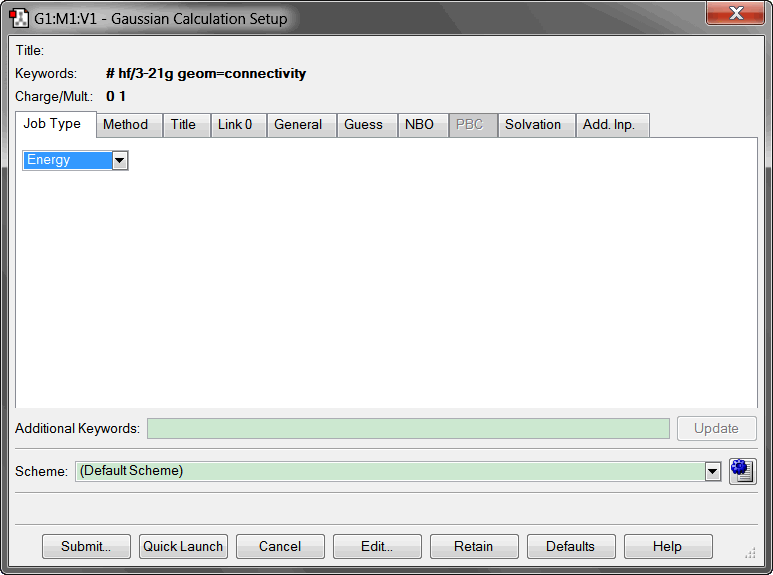 G1:M1:V1 - Gaussian Calculation Setup
Title:
Keywords: # hf/3-21g geom=connectivity
Charge/Mult.: 0 1
Job Type Method Title Link 0 General Guess NBO PBC Solvation Add. Inp.
Energy
Additional Keywords: Update
Scheme: (Default Scheme)
Submit... Quick Launch Cancel Edit... Retain Defaults Help